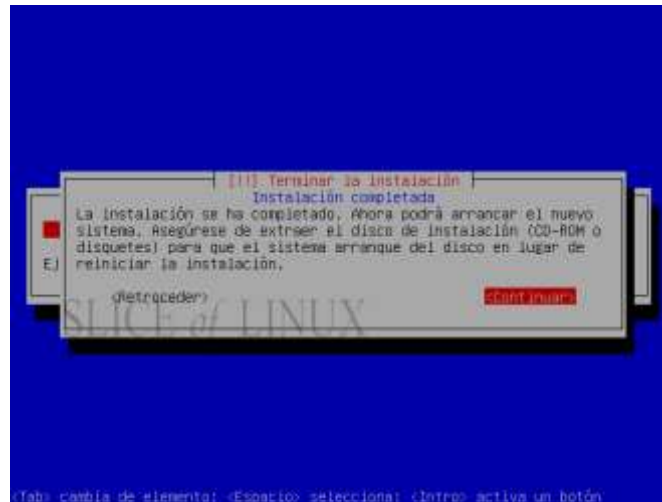 [!!] Terminar la instalación
Instalación completada
La instalación se ha completado. Ahora podrá arrancar el nuevo
sistema. Asegúrese de extraer el disco de instalación (CD-ROM o
disquetes) para que el sistema arranque del disco en lugar de
reiniciar la instalación.
Ej
<Retroceder> <Continuar>
SLICE of LINUX
<Tab> cambia de elemento; <Espacio> selecciona; <Intro> activa un botón